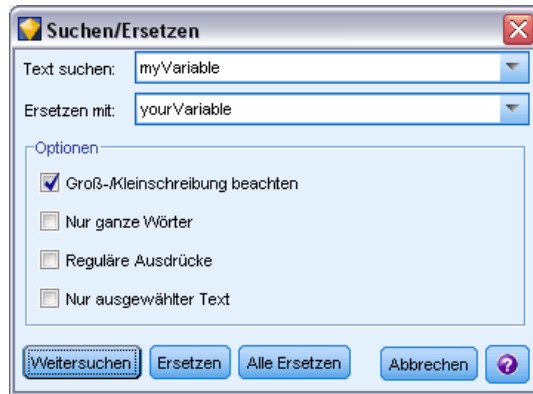 Suchen/Ersetzen
Text suchen: myVariable
Ersetzen mit: yourVariable
Optionen
Groß-/Kleinschreibung beachten
Nur ganze Wörter
Reguläre Ausdrücke
Nur ausgewählter Text
Weitersuchen Ersetzen Alle Ersetzen Abbrechen ?